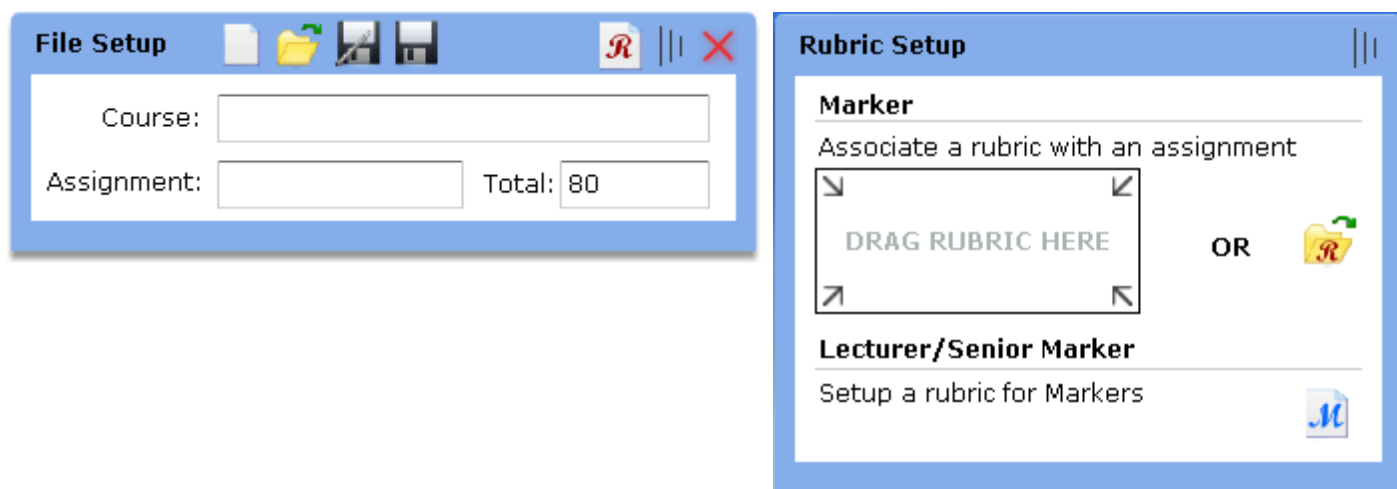 File Setup
R
Course:
Assignment:
Total: 80
Rubric Setup
Marker
Associate a rubric with an assignment
DRAG RUBRIC HERE
OR
R
Lecturer/Senior Marker
Setup a rubric for Markers
M